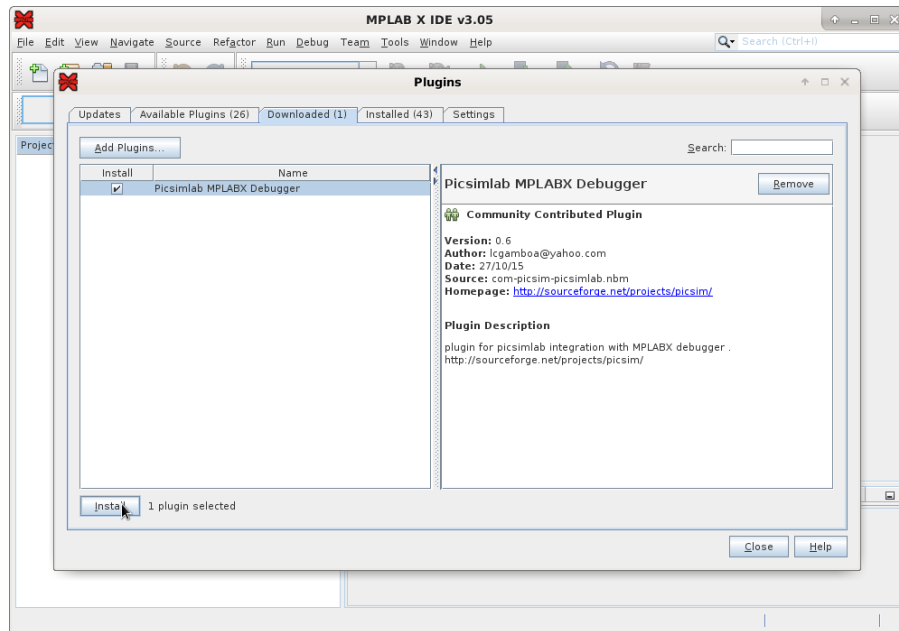 MPLAB X IDE v3.05
File Edit View Navigate Source Refactor Run Debug Team Tools Window Help
Search (Ctrl+I)
Plugins
Updates Available Plugins (26) Downloaded (1) Installed (43) Settings
Projec
Add Plugins...
Search:
Install Name
Picsimlab MPLABX Debugger
Picsimlab MPLABX Debugger
Remove
Community Contributed Plugin
Version: 0.6
Author: lcgamboa@yahoo.com
Date: 27/10/15
Source: com-picsim-picsimlab.nbm
Homepage: http://sourceforge.net/projects/picsim/
Plugin Description
plugin for picsimlab integration with MPLABX debugger .
http://sourceforge.net/projects/picsim/
Install 1 plugin selected
Close Help